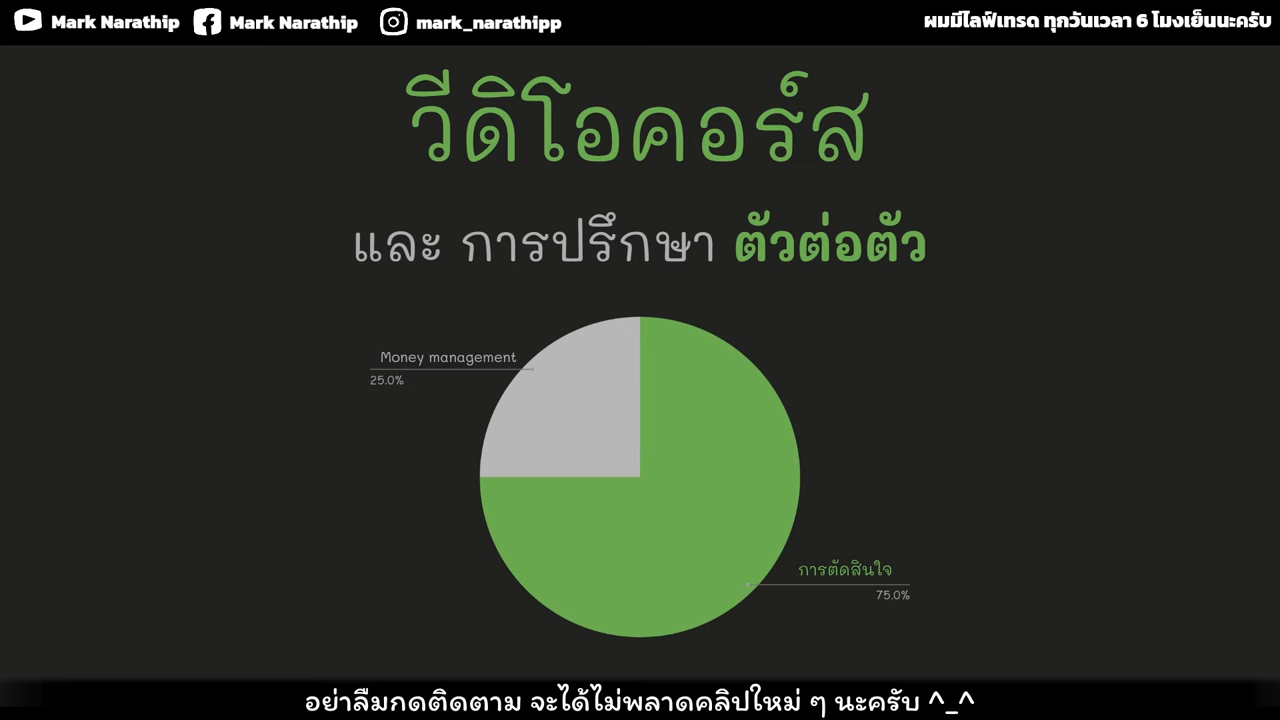 Mark Narathip Mark Narathip mark_narathipp ผมมีไลฟ์เทรด ทุกวันเวลา 6 โมงเย็นนะครับ
วีดิโอคอร์ส
และ การปรึกษา ตัวต่อตัว
Money management
25.0%
การตัดสินใจ
75.0%
อย่าลืมกดติดตาม จะได้ไม่พลาดคลิปใหม่ ๆ นะครับ ^_^